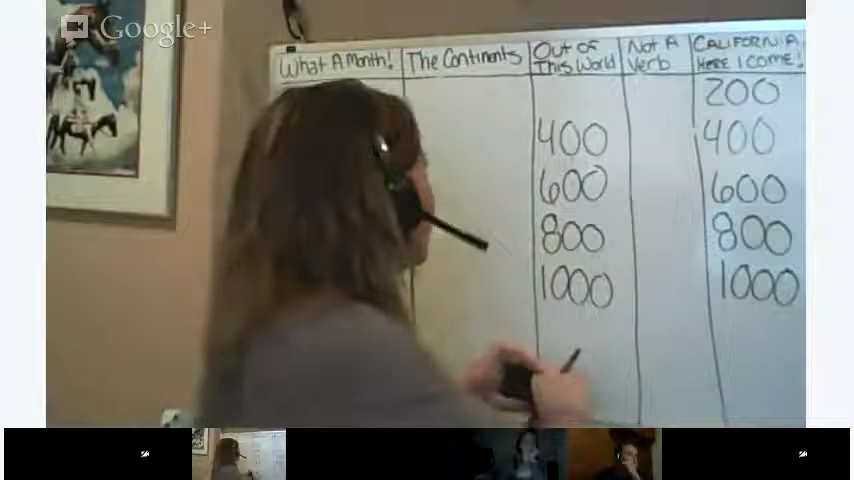 Google+
What A Month!
The Continents
Out of
This World
Not A
Verb
CALIFORNIA,
HERE I COME!
200
400
400
600
600
800
800
1000
1000